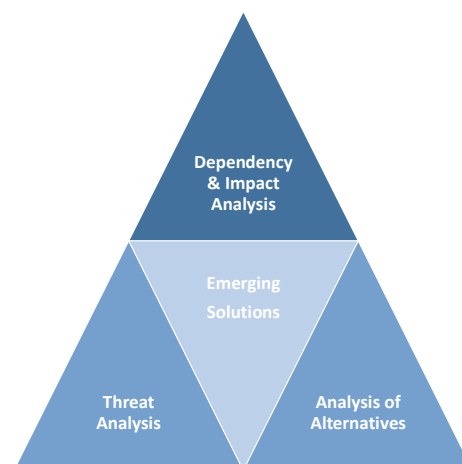 Dependency
& Impact
Analysis
Emerging
Solutions
Threat
Analysis
Analysis of
Alternatives